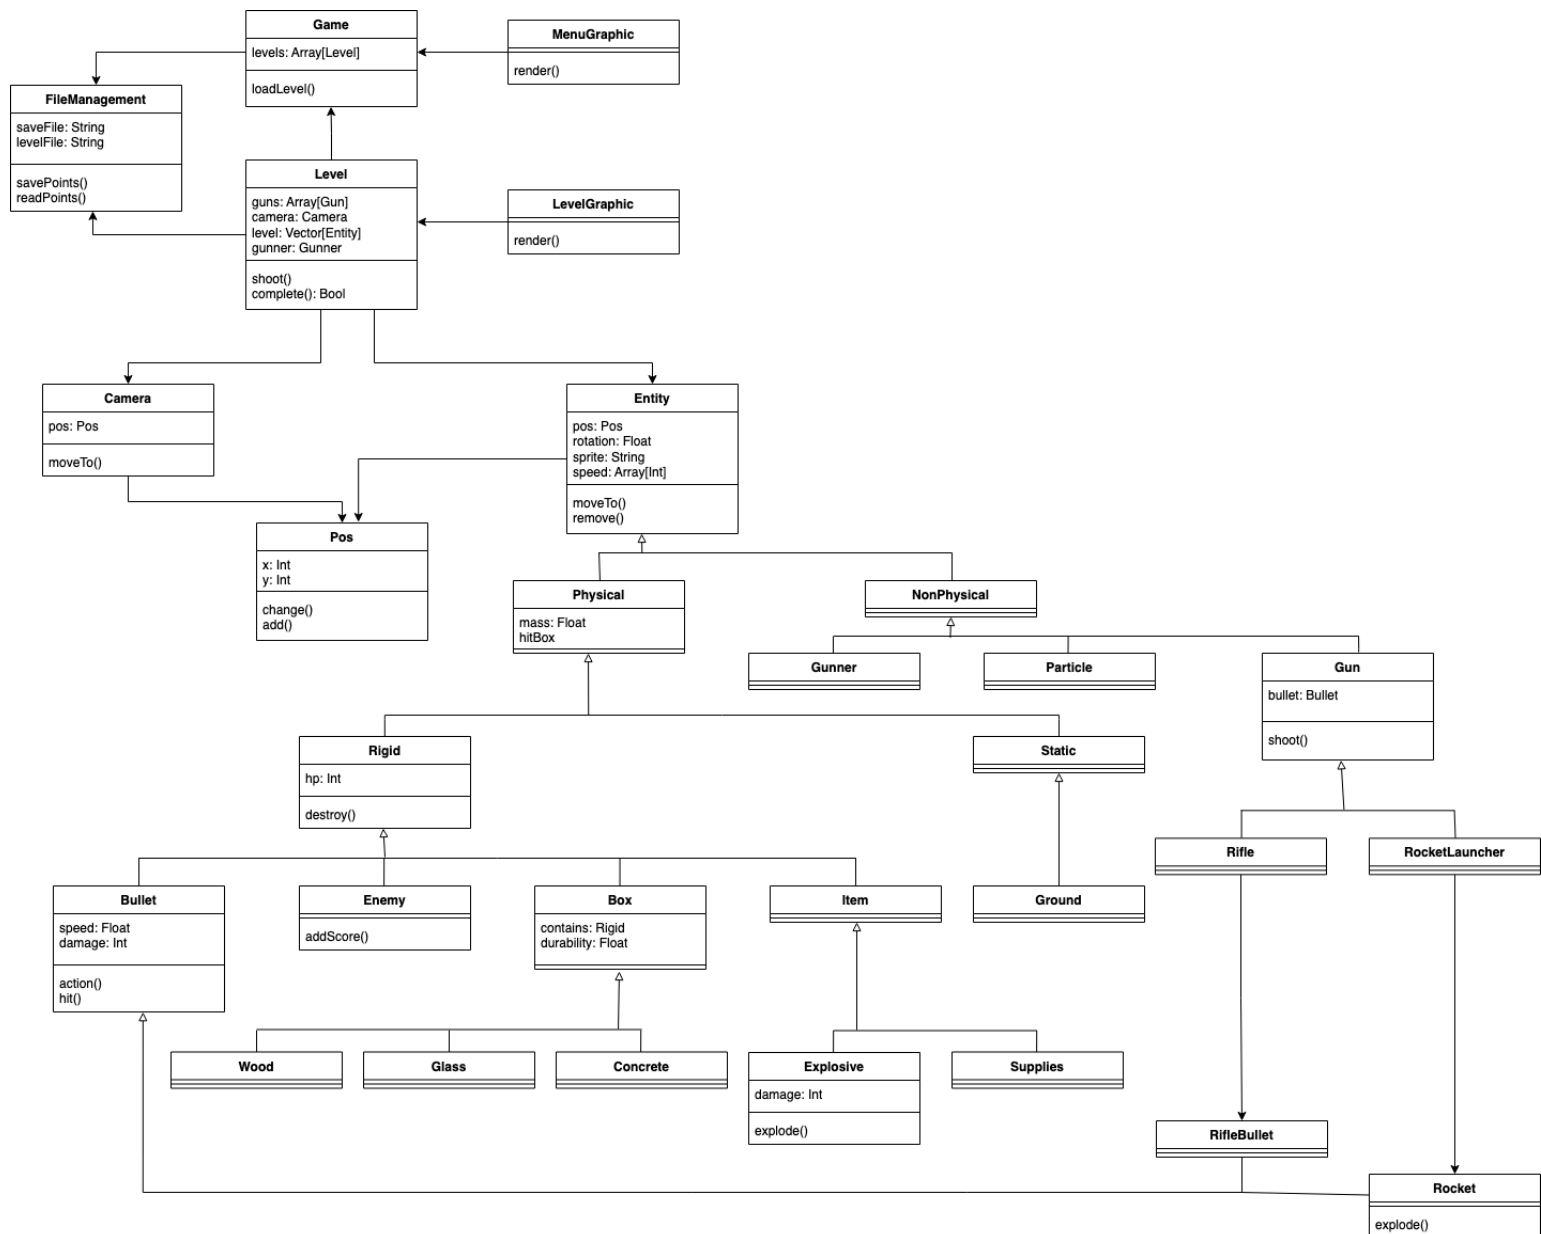 Game
levels: Array[Level]
loadLevel()
MenuGraphic
render()
FileManagement
saveFile: String
levelFile: String
savePoints()
readPoints()
Level
guns: Array[Gun]
camera: Camera
level: Vector[Entity]
gunner: Gunner
shoot()
complete(): Bool
LevelGraphic
render()
Camera
pos: Pos
moveTo()
Entity
pos: Pos
rotation: Float
sprite: String
speed: Array[Int]
moveTo()
remove()
Pos
x: Int
y: Int
change()
add()
Physical
mass: Float
hitBox
NonPhysical
Gunner
Particle
Gun
bullet: Bullet
shoot()
Rigid
hp: Int
destroy()
Static
Rifle
RocketLauncher
Bullet
speed: Float
damage: Int
action()
hit()
Enemy
addScore()
Box
contains: Rigid
durability: Float
Item
Ground
Wood
Glass
Concrete
Explosive
damage: Int
explode()
Supplies
RifleBullet
Rocket
explode()